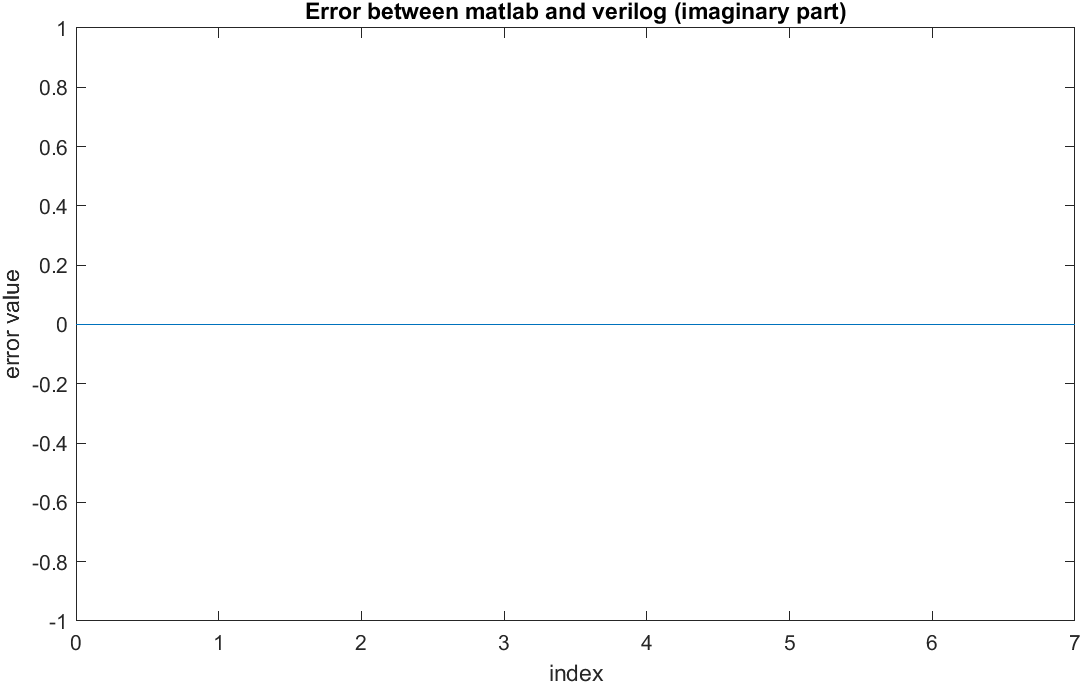 Error between matlab and verilog (imaginary part)
1
0.8
0.6
0.4
0.2
0
-0.2
-0.4
-0.6
-0.8
-1
error value
0 1 2 3 4 5 6 7
index